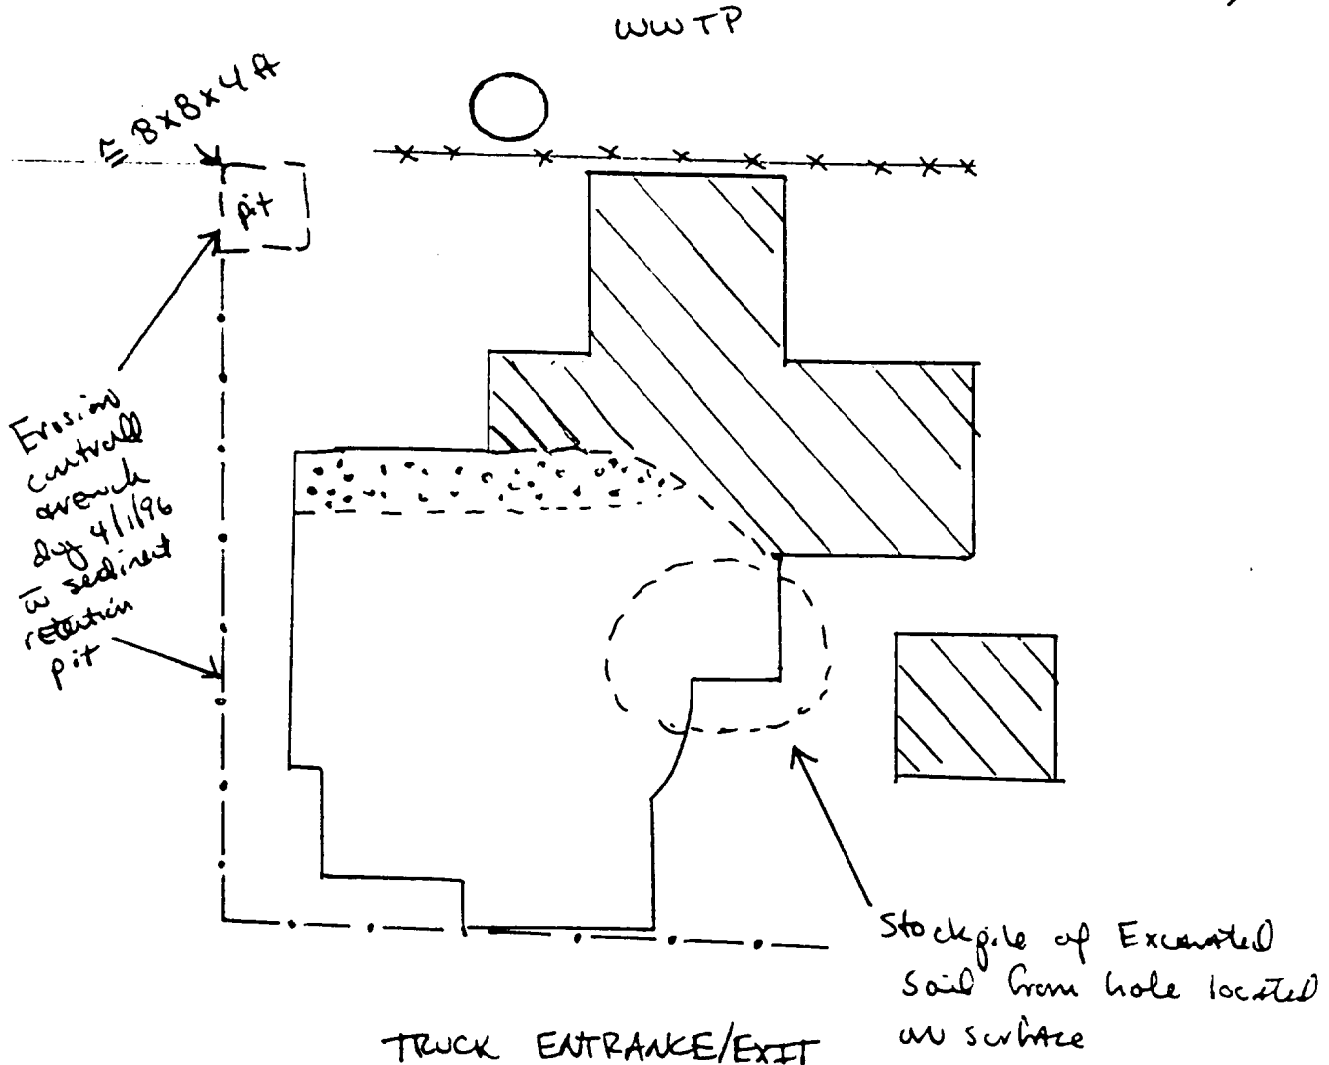 WWTP
≅ 8x8x4 ft
pit
Erosion
controll
trench
dug 4/1/96
w̅ sediment
retention
pit
Stockpile of Excavated
Soil from hole located
on surface
TRUCK ENTRANCE/EXIT